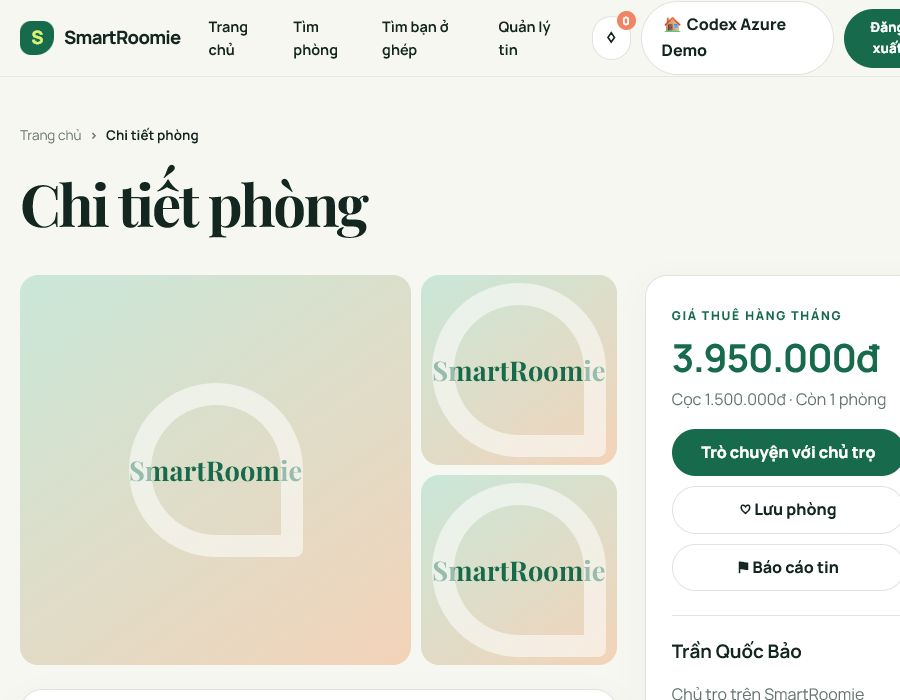 S SmartRoomie
Trang chủ
Tìm phòng
Tìm bạn ở ghép
Quản lý tin
0
Codex Azure Demo
Trang chủ › Chi tiết phòng
Chi tiết phòng
SmartRoomie
SmartRoomie
SmartRoomie
GIÁ THUÊ HÀNG THÁNG
3.950.000đ
Cọc 1.500.000đ · Còn 1 phòng
Trò chuyện với chủ trọ
♡ Lưu phòng
⚑ Báo cáo tin
Trần Quốc Bảo
Chủ trọ trên SmartRoomie